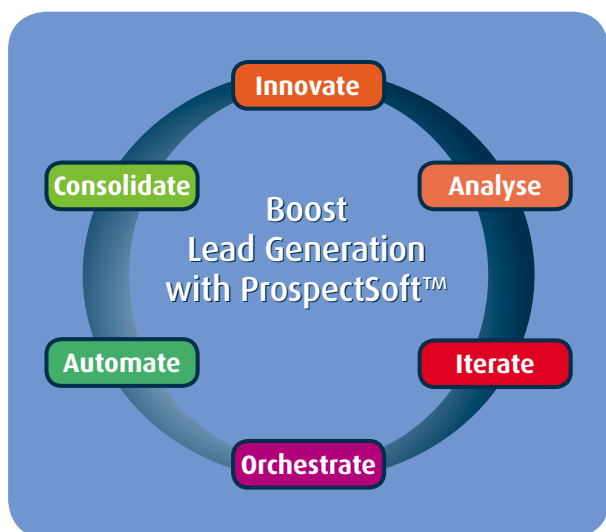 Innovate
Consolidate
Analyse
Boost
Lead Generation
with ProspectSoft™
Automate
Iterate
Orchestrate